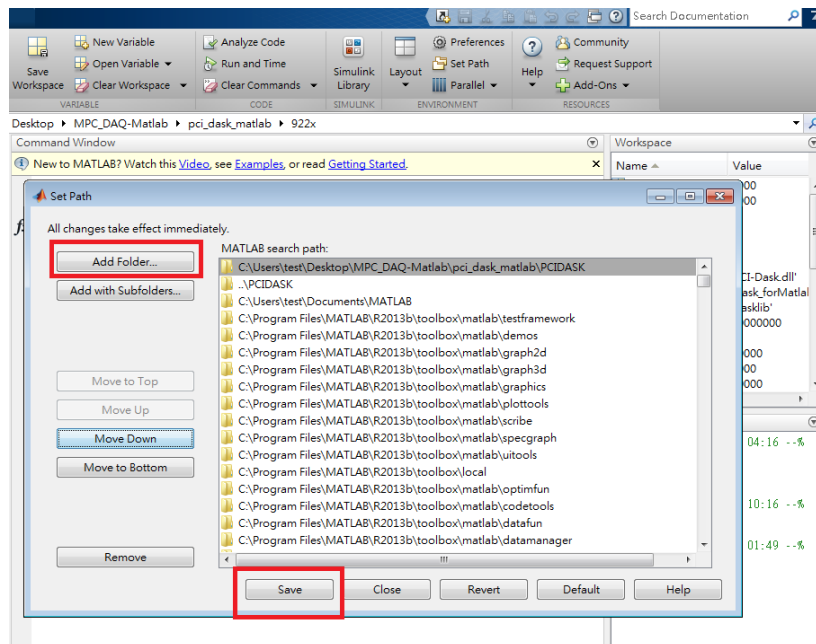 Search Documentation
New Variable
Analyze Code
Preferences
Community
Open Variable
Run and Time
Set Path
Request Support
Save
Workspace
Clear Workspace
Clear Commands
Simulink
Library
Layout
Parallel
Help
Add-Ons
VARIABLE
CODE
SIMULINK
ENVIRONMENT
RESOURCES
Desktop
MPC_DAQ-Matlab
pci_dask_matlab
922x
Command Window
Workspace
New to MATLAB? Watch this Video, see Examples, or read Getting Started.
Name
Value
Set Path
All changes take effect immediately.
MATLAB search path:
Add Folder...
Add with Subfolders...
Move to Top
Move Up
Move Down
Move to Bottom
Remove
C:\Users\test\Desktop\MPC_DAQ-Matlab\pci_dask_matlab\PCIDASK
..\PCIDASK
C:\Users\test\Documents\MATLAB
C:\Program Files\MATLAB\R2013b\toolbox\matlab\testframework
C:\Program Files\MATLAB\R2013b\toolbox\matlab\demos
C:\Program Files\MATLAB\R2013b\toolbox\matlab\graph2d
C:\Program Files\MATLAB\R2013b\toolbox\matlab\graph3d
C:\Program Files\MATLAB\R2013b\toolbox\matlab\graphics
C:\Program Files\MATLAB\R2013b\toolbox\matlab\plottools
C:\Program Files\MATLAB\R2013b\toolbox\matlab\scribe
C:\Program Files\MATLAB\R2013b\toolbox\matlab\specgraph
C:\Program Files\MATLAB\R2013b\toolbox\matlab\uitools
C:\Program Files\MATLAB\R2013b\toolbox\local
C:\Program Files\MATLAB\R2013b\toolbox\matlab\optimfun
C:\Program Files\MATLAB\R2013b\toolbox\matlab\codetools
C:\Program Files\MATLAB\R2013b\toolbox\matlab\datafun
C:\Program Files\MATLAB\R2013b\toolbox\matlab\datamanager
Save
Close
Revert
Default
Help
04:16 --%
10:16 --%
01:49 --%